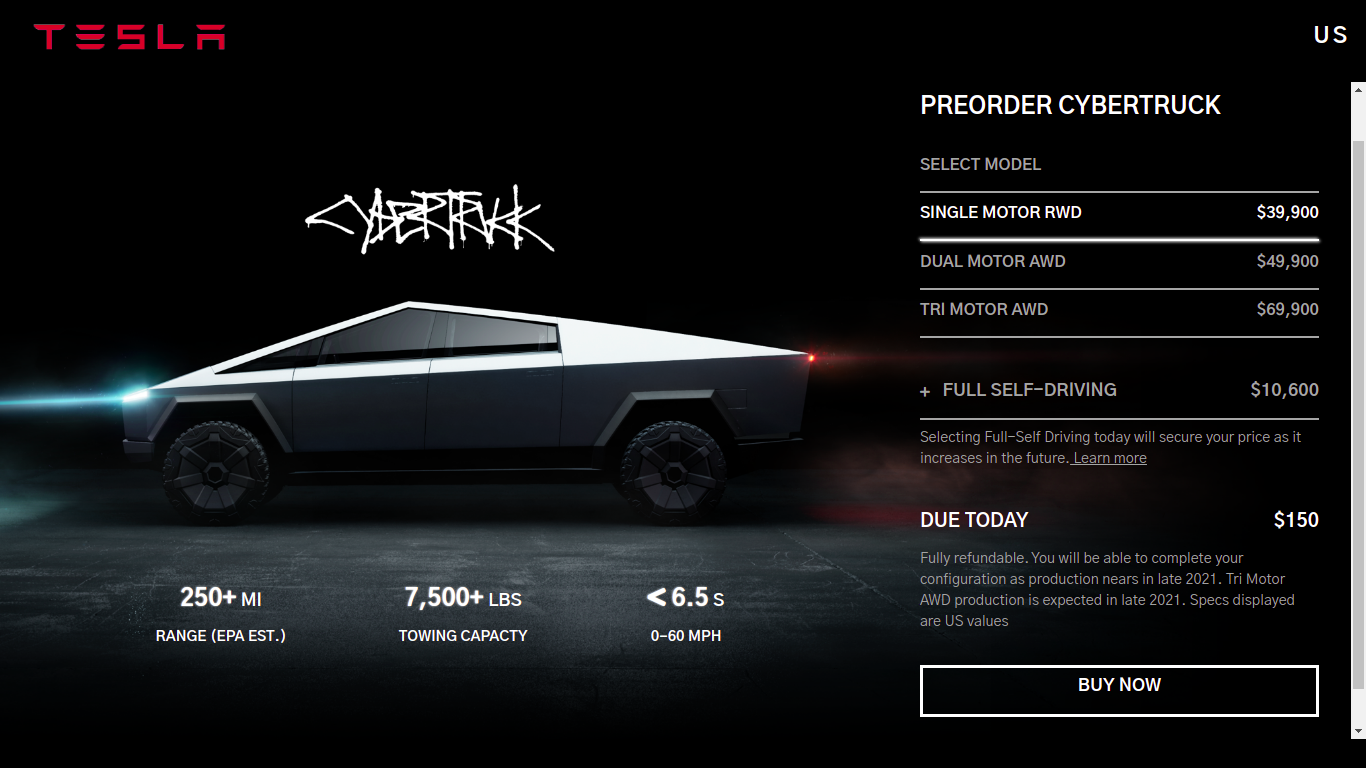 TESLA
US
PREORDER CYBERTRUCK
SELECT MODEL
SINGLE MOTOR RWD $39,900
DUAL MOTOR AWD $49,900
TRI MOTOR AWD $69,900
+ FULL SELF-DRIVING $10,600
Selecting Full-Self Driving today will secure your price as it
increases in the future. Learn more
DUE TODAY $150
Fully refundable. You will be able to complete your
configuration as production nears in late 2021. Tri Motor
AWD production is expected in late 2021. Specs displayed
are US values
BUY NOW
CYBERTRUCK
250+ MI 7,500+ LBS < 6.5 S
RANGE (EPA EST.) TOWING CAPACTY 0-60 MPH